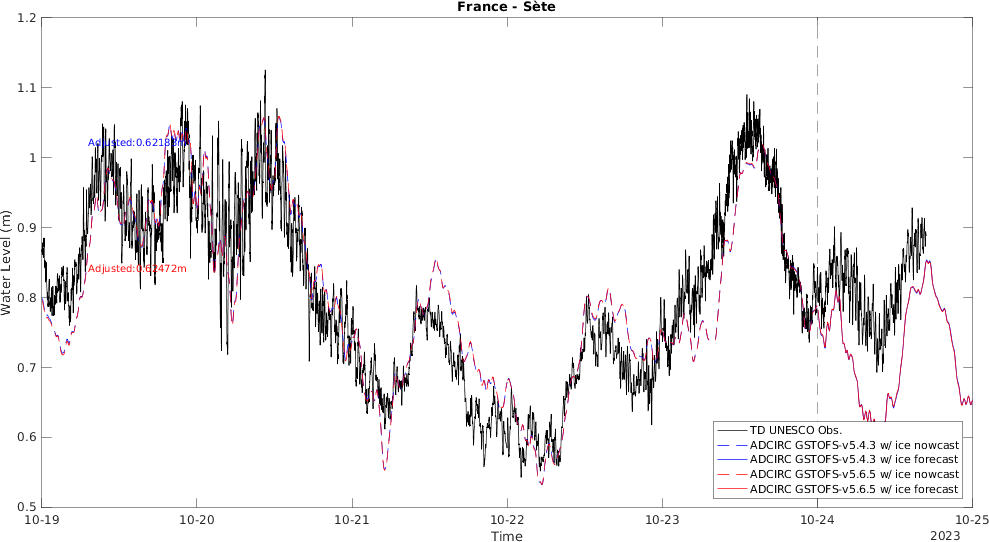 France - Sète
1.2
1.1
1
0.9
0.8
0.7
0.6
0.5
Water Level (m)
Adjusted:0.62472m
TD UNESCO Obs.
ADCIRC GSTOFS-v5.4.3 w/ ice nowcast
ADCIRC GSTOFS-v5.4.3 w/ ice forecast
ADCIRC GSTOFS-v5.6.5 w/ ice nowcast
ADCIRC GSTOFS-v5.6.5 w/ ice forecast
10-19 10-20 10-21 10-22 10-23 10-24 10-25
Time
2023